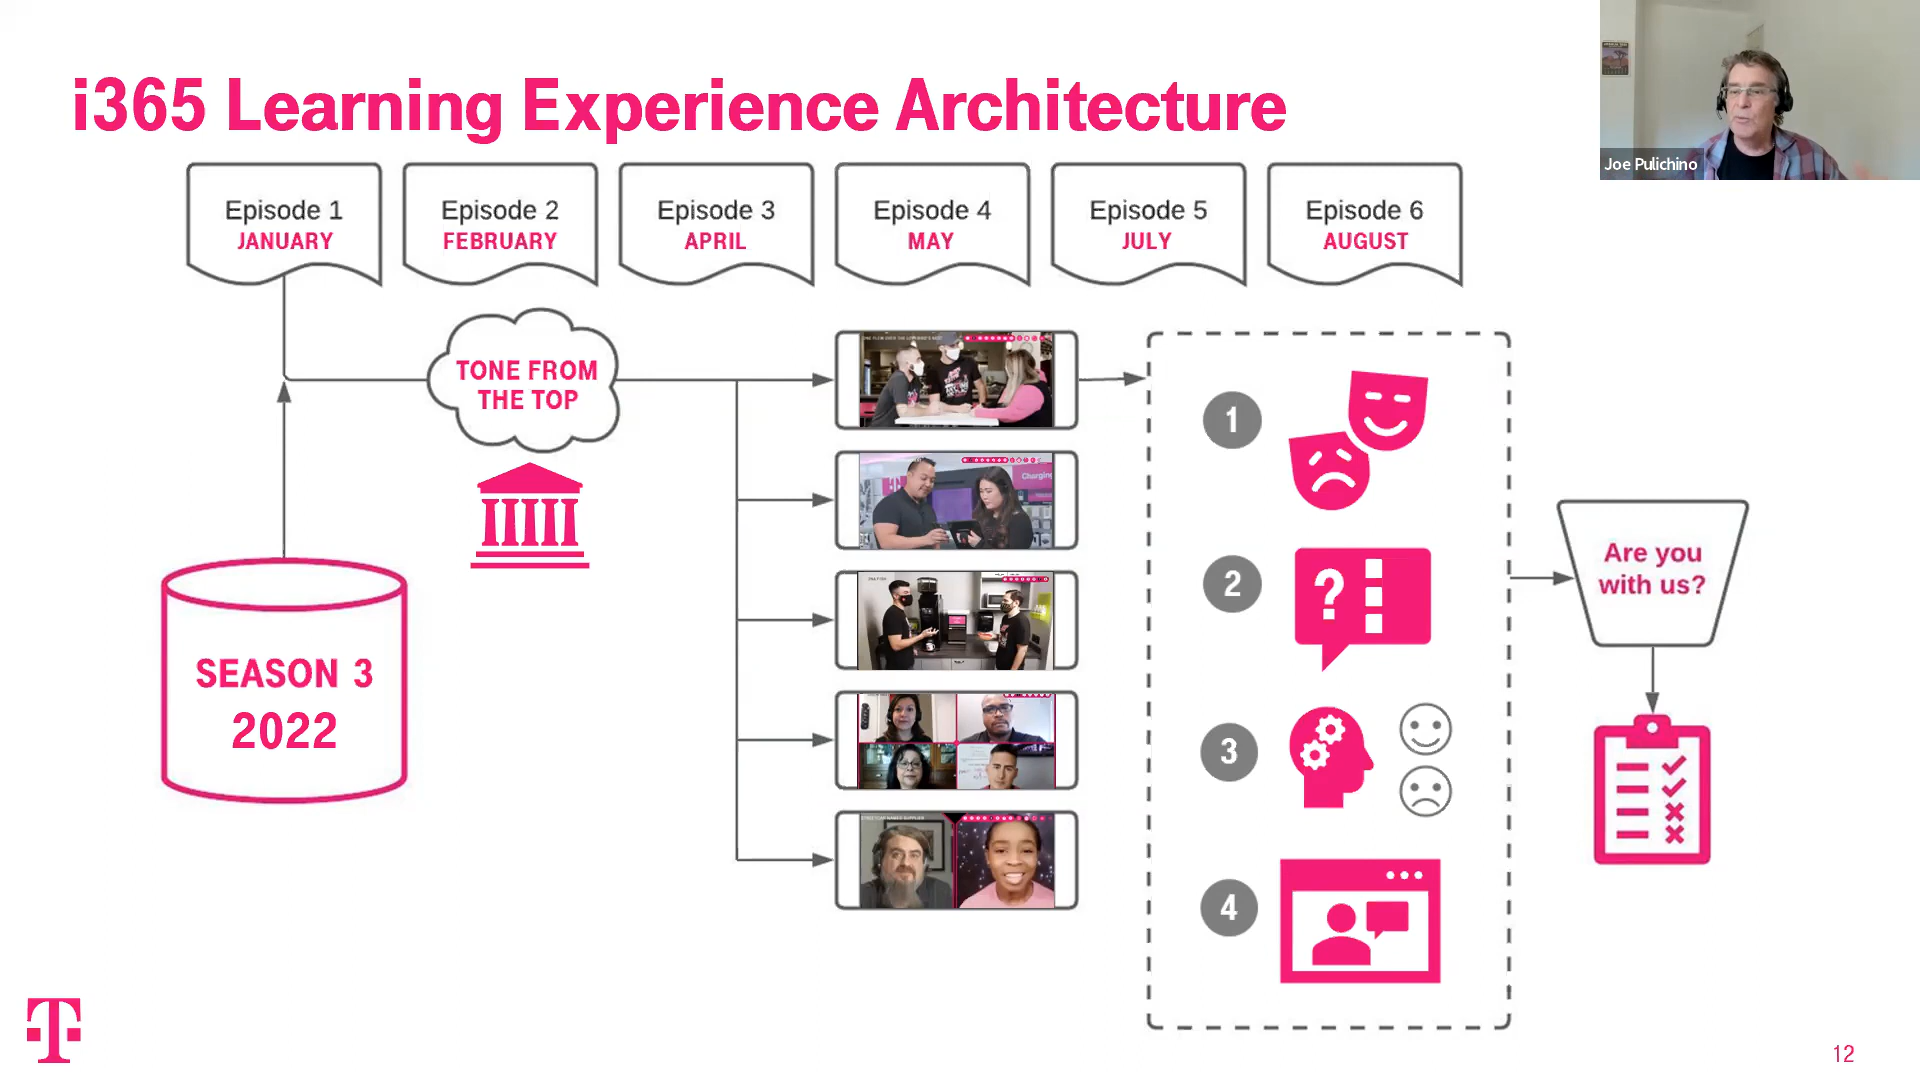 i365 Learning Experience Architecture
Joe Pulichino
Episode 1
JANUARY
Episode 2
FEBRUARY
Episode 3
APRIL
Episode 4
MAY
Episode 5
JULY
Episode 6
AUGUST
TONE FROM
THE TOP
SEASON 3
2022
Charging
1
?
2
3
4
Are you
with us?
T
12